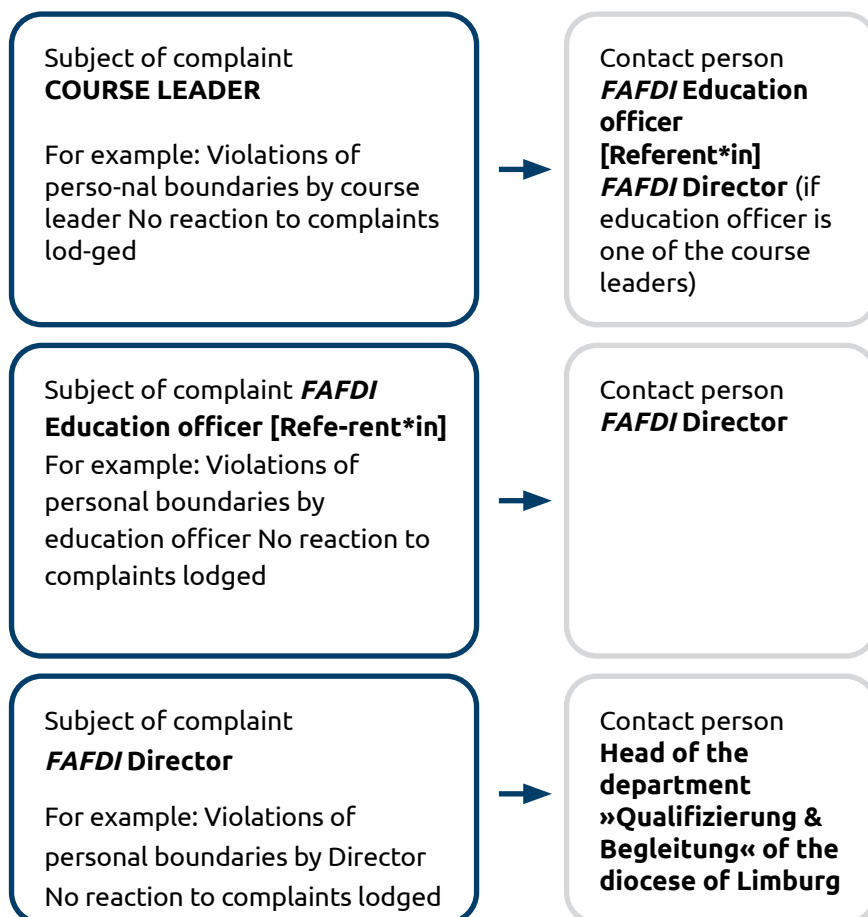 Subject of complaint
COURSE LEADER
For example: Violations of
perso-nal boundaries by course
leader No reaction to complaints
lod-ged
Contact person
FAFDI Education
officer
[Referent*in]
FAFDI Director (if
education officer is
one of the course
leaders)
Subject of complaint FAFDI
Education officer [Refe-rent*in]
For example: Violations of
personal boundaries by
education officer No reaction to
complaints lodged
Contact person
FAFDI Director
Subject of complaint
FAFDI Director
For example: Violations of
personal boundaries by Director
No reaction to complaints lodged
Contact person
Head of the
department
»Qualifizierung &
Begleitung« of the
diocese of Limburg